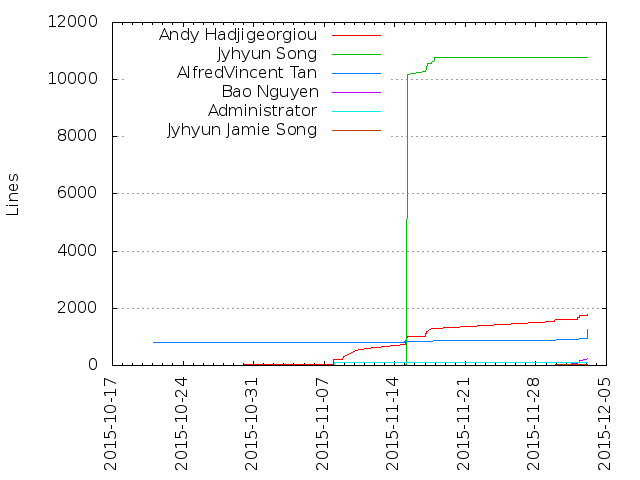 12000
10000
8000
6000
4000
2000
0
Lines
Andy Hadjigeorgiou
Jyhyun Song
AlfredVincent Tan
Bao Nguyen
Administrator
Jyhyun Jamie Song
2015-10-17
2015-10-24
2015-10-31
2015-11-07
2015-11-14
2015-11-21
2015-11-28
2015-12-05